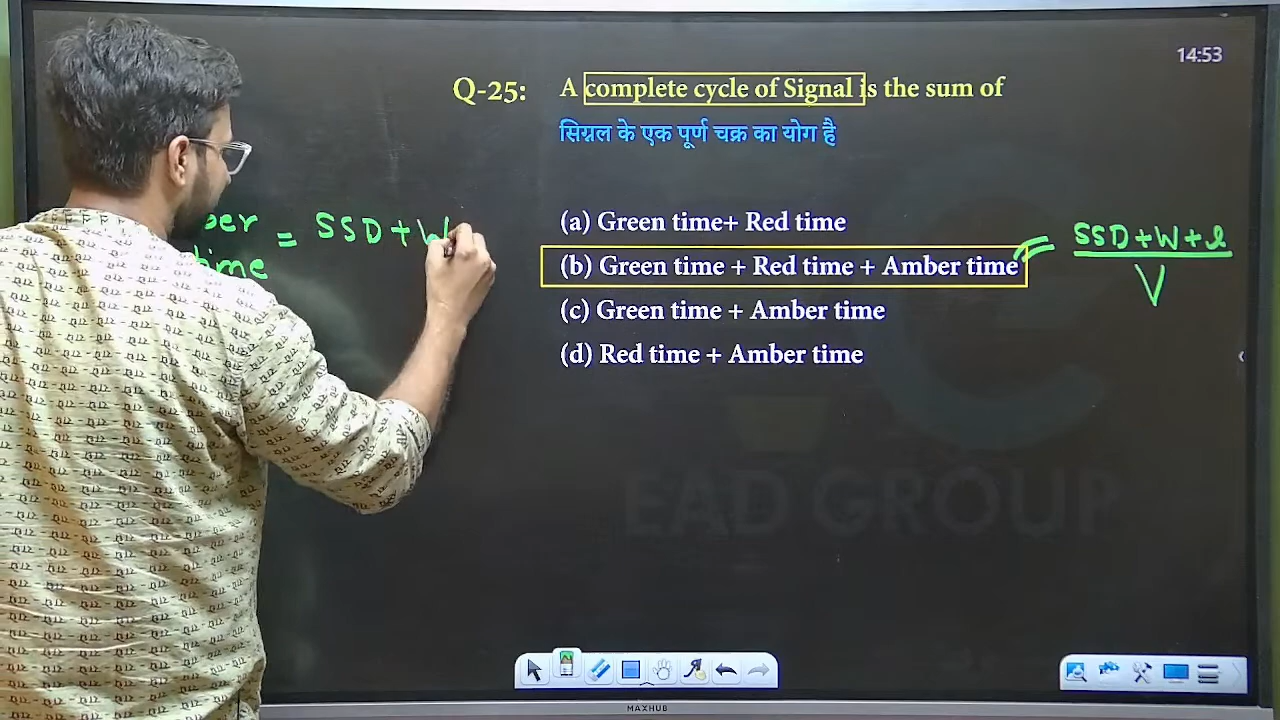 14:53
Q-25: A complete cycle of Signal is the sum of
सिग्नल के एक पूर्ण चक्र का योग है
(a) Green time+ Red time
(b) Green time + Red time + Amber time
(c) Green time + Amber time
(d) Red time + Amber time
= SSD + W
time
SSD + W + l
V
EAD GROUP
MAXHUB